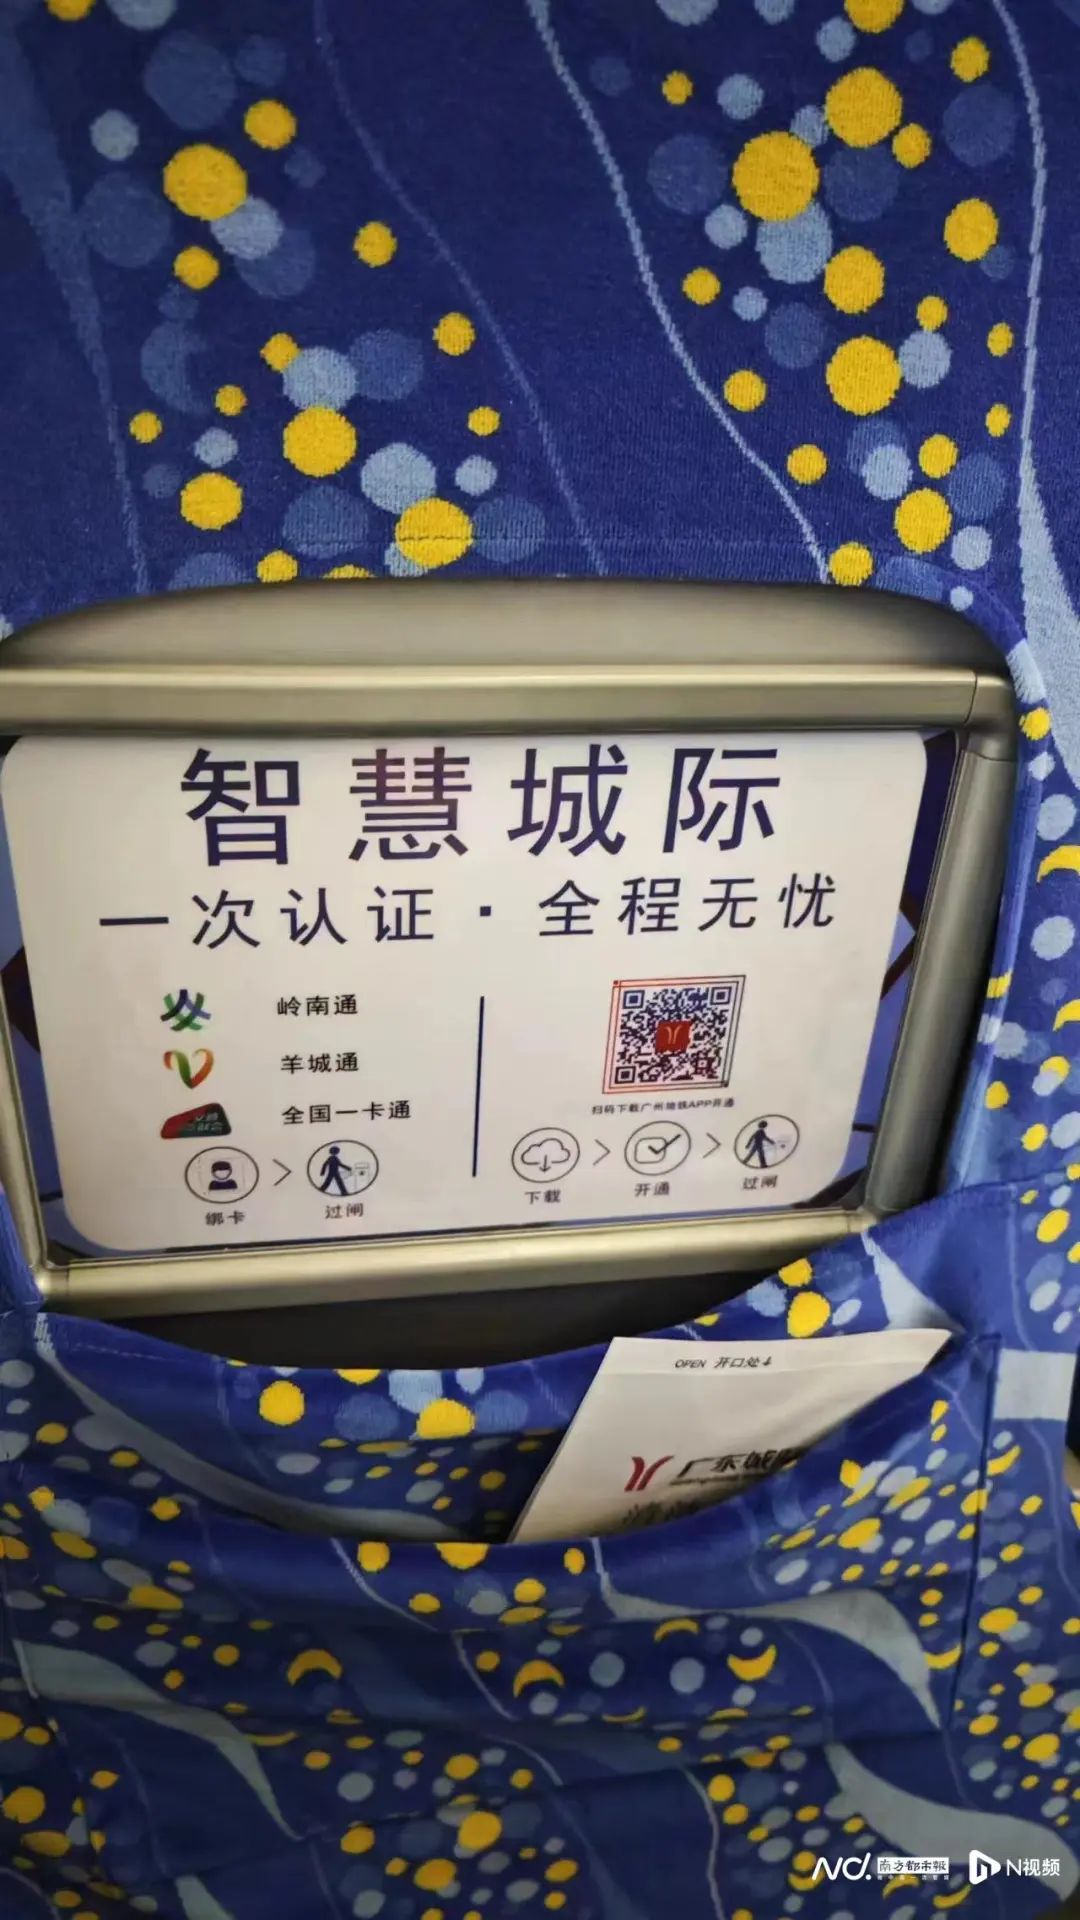 智慧城际
一次认证·全程无忧
岭南通
羊城通
全国一卡通
绑卡
过闸
扫码下载广州地铁APP开通
下载
开通
过闸
OPEN 开口处
广东城际
南方都市報
N视频